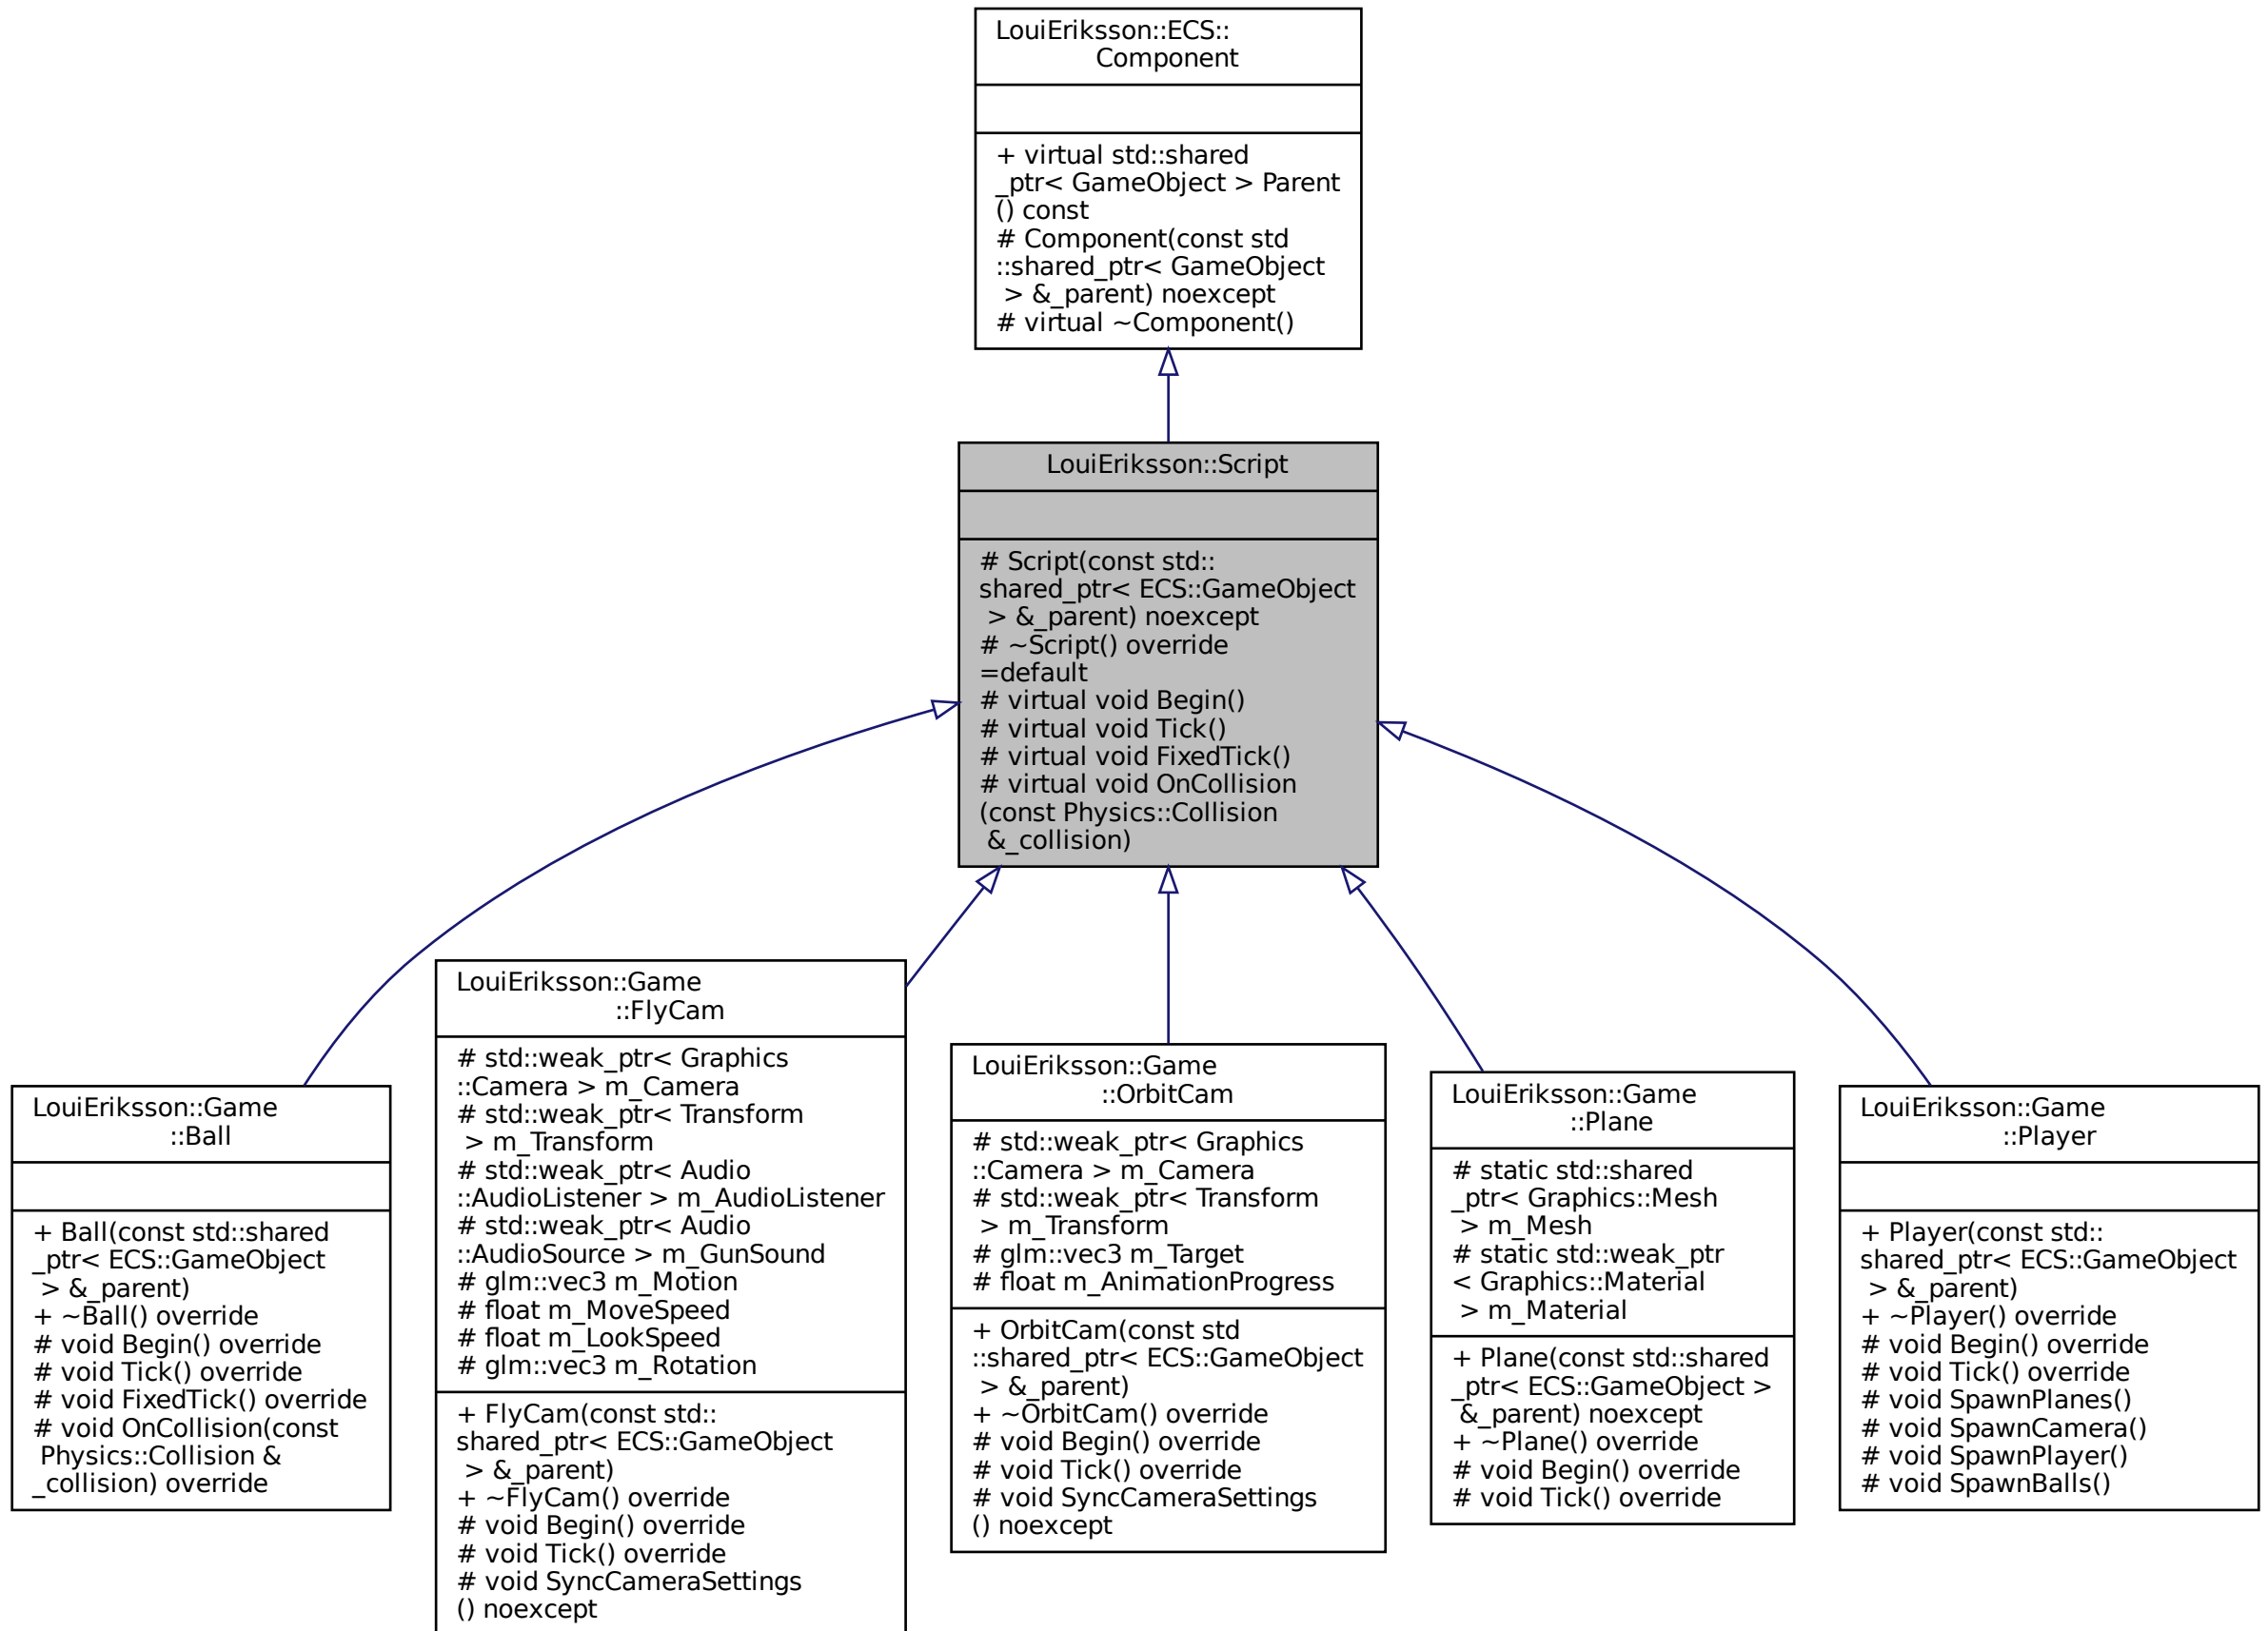 LouiEriksson::ECS::
Component
+ virtual std::shared
_ptr< GameObject > Parent
() const
# Component(const std
::shared_ptr< GameObject
> &_parent) noexcept
# virtual ~Component()
LouiEriksson::Script
# Script(const std::
shared_ptr< ECS::GameObject
> &_parent) noexcept
# ~Script() override
=default
# virtual void Begin()
# virtual void Tick()
# virtual void FixedTick()
# virtual void OnCollision
(const Physics::Collision
&_collision)
LouiEriksson::Game
::Ball
+ Ball(const std::shared
_ptr< ECS::GameObject
> &_parent)
+ ~Ball() override
# void Begin() override
# void Tick() override
# void FixedTick() override
# void OnCollision(const
Physics::Collision &
_collision) override
LouiEriksson::Game
::FlyCam
# std::weak_ptr< Graphics
::Camera > m_Camera
# std::weak_ptr< Transform
> m_Transform
# std::weak_ptr< Audio
::AudioListener > m_AudioListener
# std::weak_ptr< Audio
::AudioSource > m_GunSound
# glm::vec3 m_Motion
# float m_MoveSpeed
# float m_LookSpeed
# glm::vec3 m_Rotation
+ FlyCam(const std::
shared_ptr< ECS::GameObject
> &_parent)
+ ~FlyCam() override
# void Begin() override
# void Tick() override
# void SyncCameraSettings
() noexcept
LouiEriksson::Game
::OrbitCam
# std::weak_ptr< Graphics
::Camera > m_Camera
# std::weak_ptr< Transform
> m_Transform
# glm::vec3 m_Target
# float m_AnimationProgress
+ OrbitCam(const std
::shared_ptr< ECS::GameObject
> &_parent)
+ ~OrbitCam() override
# void Begin() override
# void Tick() override
# void SyncCameraSettings
() noexcept
LouiEriksson::Game
::Plane
# static std::shared
_ptr< Graphics::Mesh
> m_Mesh
# static std::weak_ptr
< Graphics::Material
> m_Material
+ Plane(const std::shared
_ptr< ECS::GameObject >
&_parent) noexcept
+ ~Plane() override
# void Begin() override
# void Tick() override
LouiEriksson::Game
::Player
+ Player(const std::
shared_ptr< ECS::GameObject
> &_parent)
+ ~Player() override
# void Begin() override
# void Tick() override
# void SpawnPlanes()
# void SpawnCamera()
# void SpawnPlayer()
# void SpawnBalls()